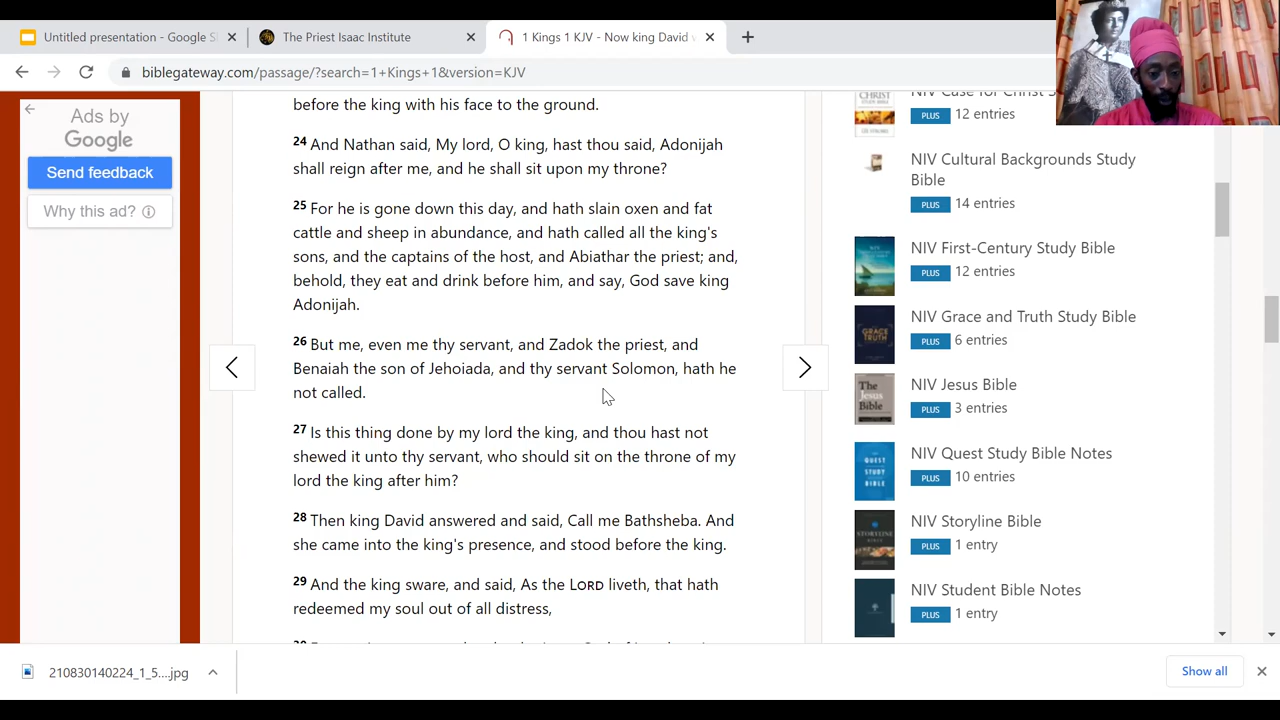 Untitled presentation - Google S
The Priest Isaac Institute
1 Kings 1 KJV - Now king David w
biblegateway.com/passage/?search=1+Kings+1&version=KJV
Ads by
Google
Send feedback
Why this ad?
before the king with his face to the ground.
24 And Nathan said, My lord, O king, hast thou said, Adonijah
shall reign after me, and he shall sit upon my throne?
25 For he is gone down this day, and hath slain oxen and fat
cattle and sheep in abundance, and hath called all the king's
sons, and the captains of the host, and Abiathar the priest; and,
behold, they eat and drink before him, and say, God save king
Adonijah.
26 But me, even me thy servant, and Zadok the priest, and
Benaiah the son of Jehoiada, and thy servant Solomon, hath he
not called.
27 Is this thing done by my lord the king, and thou hast not
shewed it unto thy servant, who should sit on the throne of my
lord the king after him?
28 Then king David answered and said, Call me Bathsheba. And
she came into the king's presence, and stood before the king.
29 And the king sware, and said, As the LORD liveth, that hath
redeemed my soul out of all distress,
NIV Case for Christ S
PLUS 12 entries
NIV Cultural Backgrounds Study
Bible
PLUS 14 entries
NIV First-Century Study Bible
PLUS 12 entries
NIV Grace and Truth Study Bible
PLUS 6 entries
NIV Jesus Bible
PLUS 3 entries
The
Jesus
Bible
NIV Quest Study Bible Notes
PLUS 10 entries
QUEST
STUDY
BIBLE
NIV Storyline Bible
PLUS 1 entry
NIV Student Bible Notes
PLUS 1 entry
210830140224_1_5....jpg
Show all